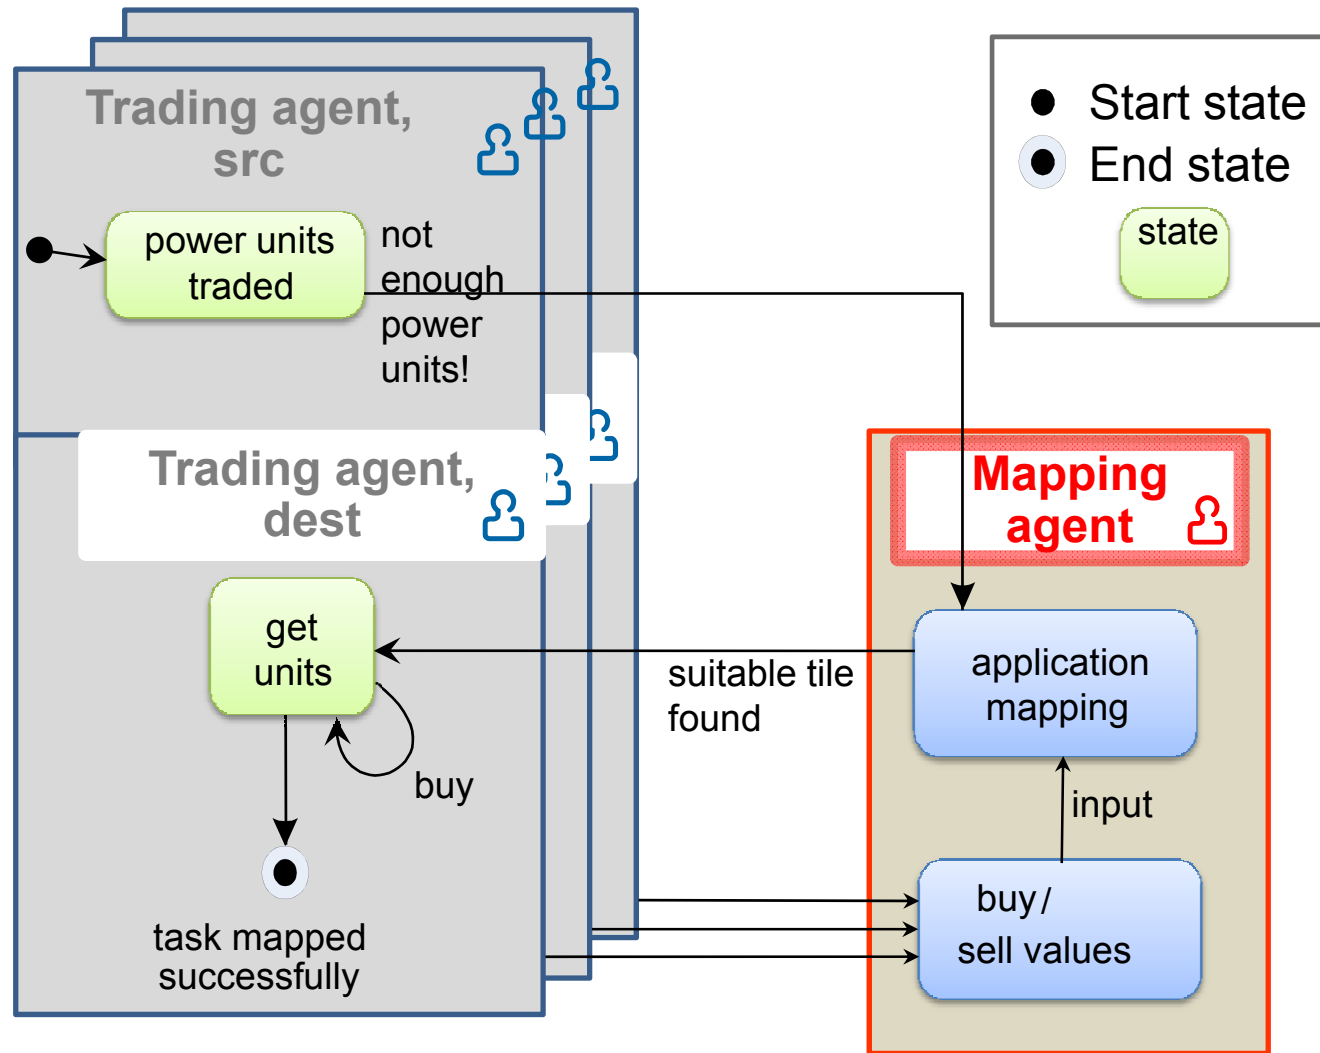 Trading agent,
src
power units
traded
not
enough
power
units!
Start state
End state
state
Trading agent,
dest
get
units
buy
task mapped
successfully
suitable tile
found
Mapping
agent
application
mapping
input
buy/
sell values